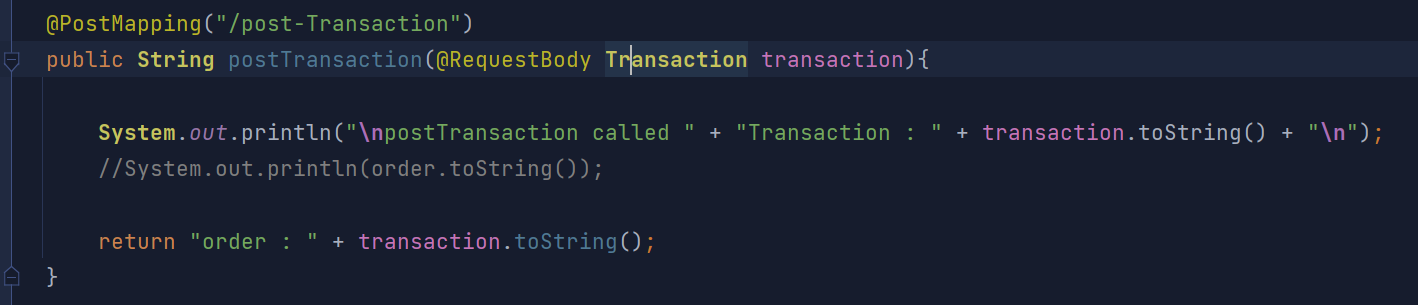 @PostMapping("/post-Transaction")
public String postTransaction(@RequestBody Transaction transaction){
System.out.println("\npostTransaction called " + "Transaction : " + transaction.toString() + "\n");
//System.out.println(order.toString());
return "order : " + transaction.toString();
}